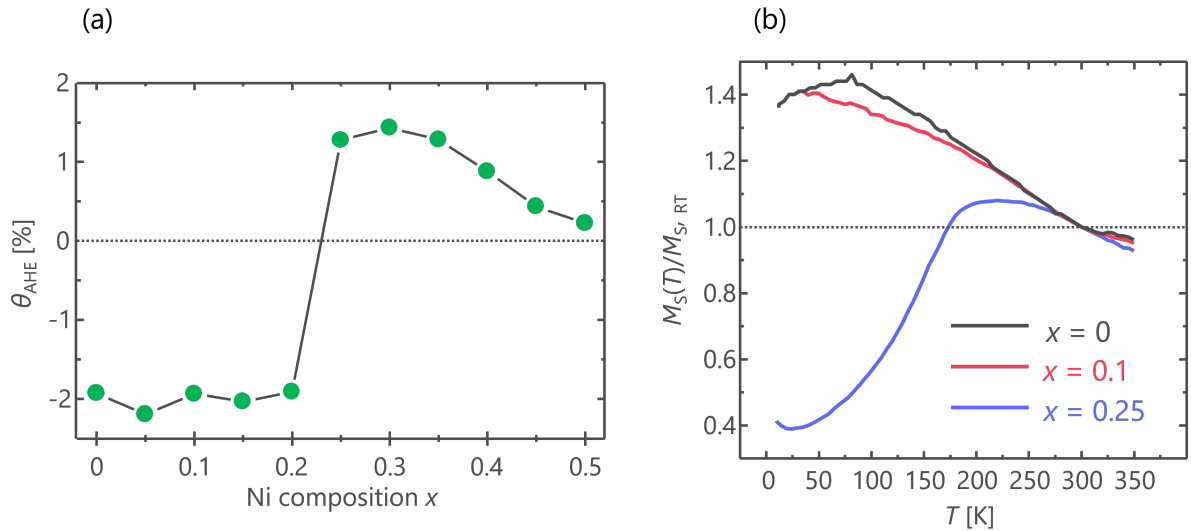 (a)
2
1
0
-1
-2
θAHE [%]
0
0.1
0.2
0.3
0.4
0.5
Ni composition x
(b)
1.4
1.2
1.0
0.8
0.6
0.4
MS(T)/MS, RT
x = 0
x = 0.1
x = 0.25
0
50
100
150
200
250
300
350
T [K]